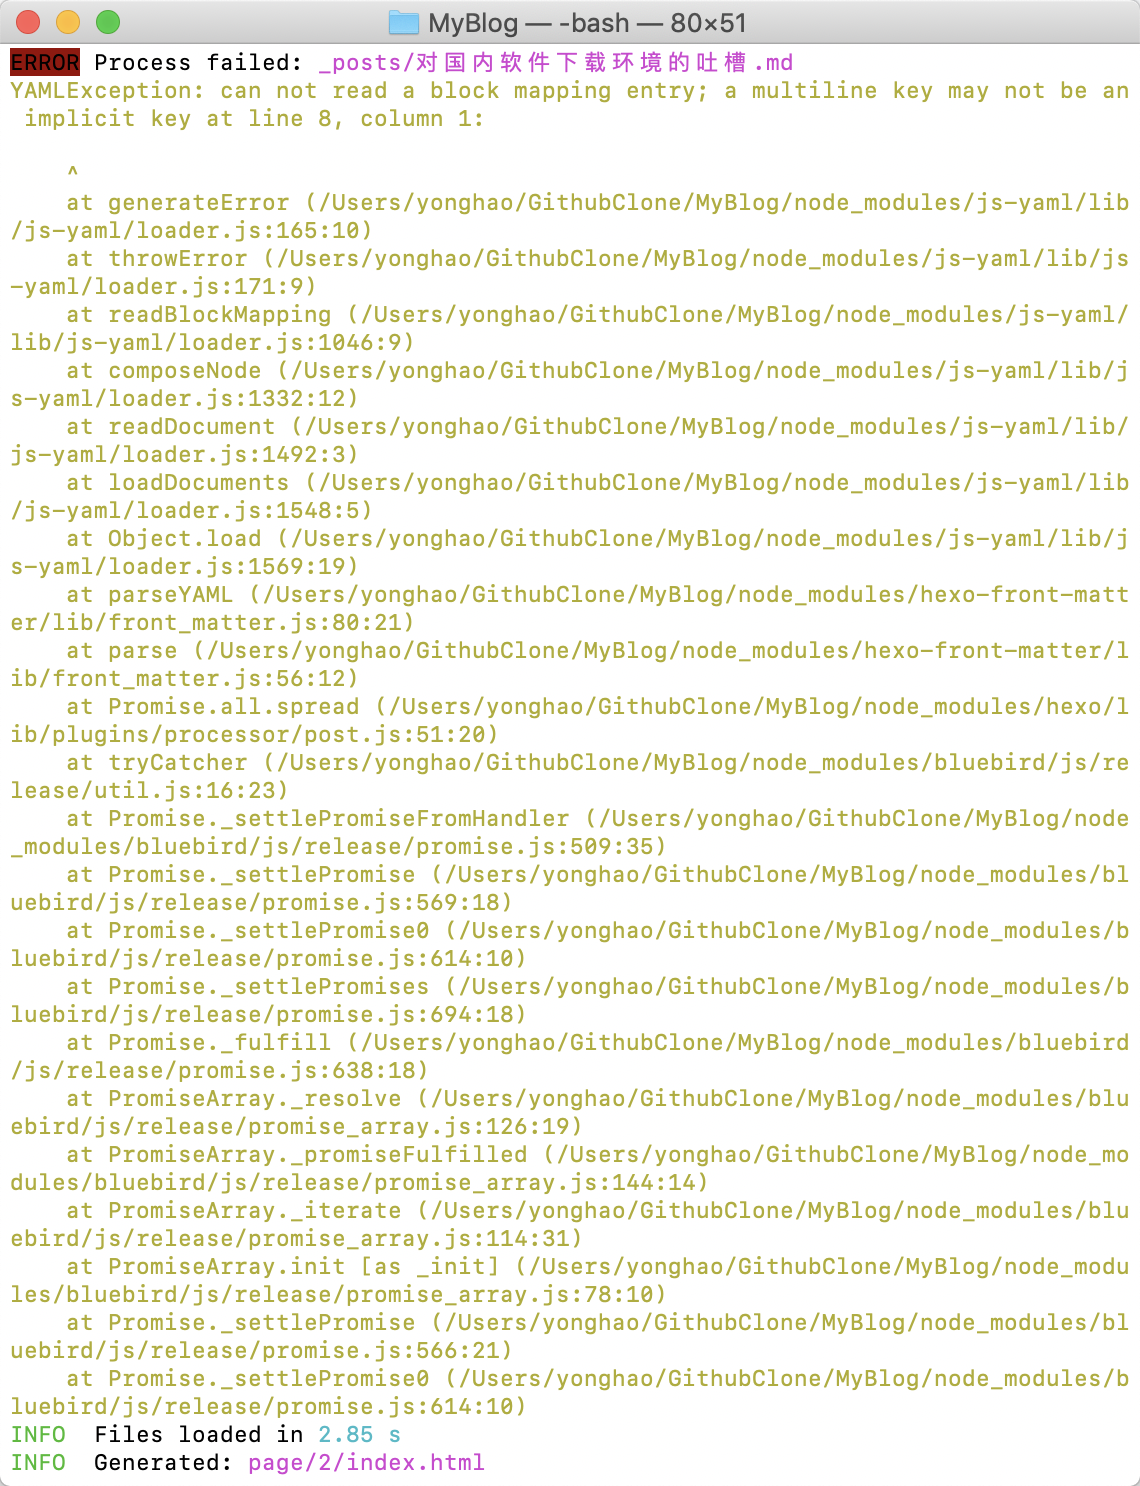 MyBlog — -bash — 80×51
ERROR Process failed: _posts/对国内软件下载环境的吐槽.md
YAMLException: can not read a block mapping entry; a multiline key may not be an
 implicit key at line 8, column 1:
    ^
    at generateError (/Users/yonghao/GithubClone/MyBlog/node_modules/js-yaml/lib
/js-yaml/loader.js:165:10)
    at throwError (/Users/yonghao/GithubClone/MyBlog/node_modules/js-yaml/lib/js
-yaml/loader.js:171:9)
    at readBlockMapping (/Users/yonghao/GithubClone/MyBlog/node_modules/js-yaml/
lib/js-yaml/loader.js:1046:9)
    at composeNode (/Users/yonghao/GithubClone/MyBlog/node_modules/js-yaml/lib/j
s-yaml/loader.js:1332:12)
    at readDocument (/Users/yonghao/GithubClone/MyBlog/node_modules/js-yaml/lib/
js-yaml/loader.js:1492:3)
    at loadDocuments (/Users/yonghao/GithubClone/MyBlog/node_modules/js-yaml/lib
/js-yaml/loader.js:1548:5)
    at Object.load (/Users/yonghao/GithubClone/MyBlog/node_modules/js-yaml/lib/j
s-yaml/loader.js:1569:19)
    at parseYAML (/Users/yonghao/GithubClone/MyBlog/node_modules/hexo-front-matt
er/lib/front_matter.js:80:21)
    at parse (/Users/yonghao/GithubClone/MyBlog/node_modules/hexo-front-matter/l
ib/front_matter.js:56:12)
    at Promise.all.spread (/Users/yonghao/GithubClone/MyBlog/node_modules/hexo/l
ib/plugins/processor/post.js:51:20)
    at tryCatcher (/Users/yonghao/GithubClone/MyBlog/node_modules/bluebird/js/re
lease/util.js:16:23)
    at Promise._settlePromiseFromHandler (/Users/yonghao/GithubClone/MyBlog/node
_modules/bluebird/js/release/promise.js:509:35)
    at Promise._settlePromise (/Users/yonghao/GithubClone/MyBlog/node_modules/bl
uebird/js/release/promise.js:569:18)
    at Promise._settlePromise0 (/Users/yonghao/GithubClone/MyBlog/node_modules/b
luebird/js/release/promise.js:614:10)
    at Promise._settlePromises (/Users/yonghao/GithubClone/MyBlog/node_modules/b
luebird/js/release/promise.js:694:18)
    at Promise._fulfill (/Users/yonghao/GithubClone/MyBlog/node_modules/bluebird
/js/release/promise.js:638:18)
    at PromiseArray._resolve (/Users/yonghao/GithubClone/MyBlog/node_modules/blu
ebird/js/release/promise_array.js:126:19)
    at PromiseArray._promiseFulfilled (/Users/yonghao/GithubClone/MyBlog/node_mo
dules/bluebird/js/release/promise_array.js:144:14)
    at PromiseArray._iterate (/Users/yonghao/GithubClone/MyBlog/node_modules/blu
ebird/js/release/promise_array.js:114:31)
    at PromiseArray.init [as _init] (/Users/yonghao/GithubClone/MyBlog/node_modu
les/bluebird/js/release/promise_array.js:78:10)
    at Promise._settlePromise (/Users/yonghao/GithubClone/MyBlog/node_modules/bl
uebird/js/release/promise.js:566:21)
    at Promise._settlePromise0 (/Users/yonghao/GithubClone/MyBlog/node_modules/b
luebird/js/release/promise.js:614:10)
INFO  Files loaded in 2.85 s
INFO  Generated: page/2/index.html